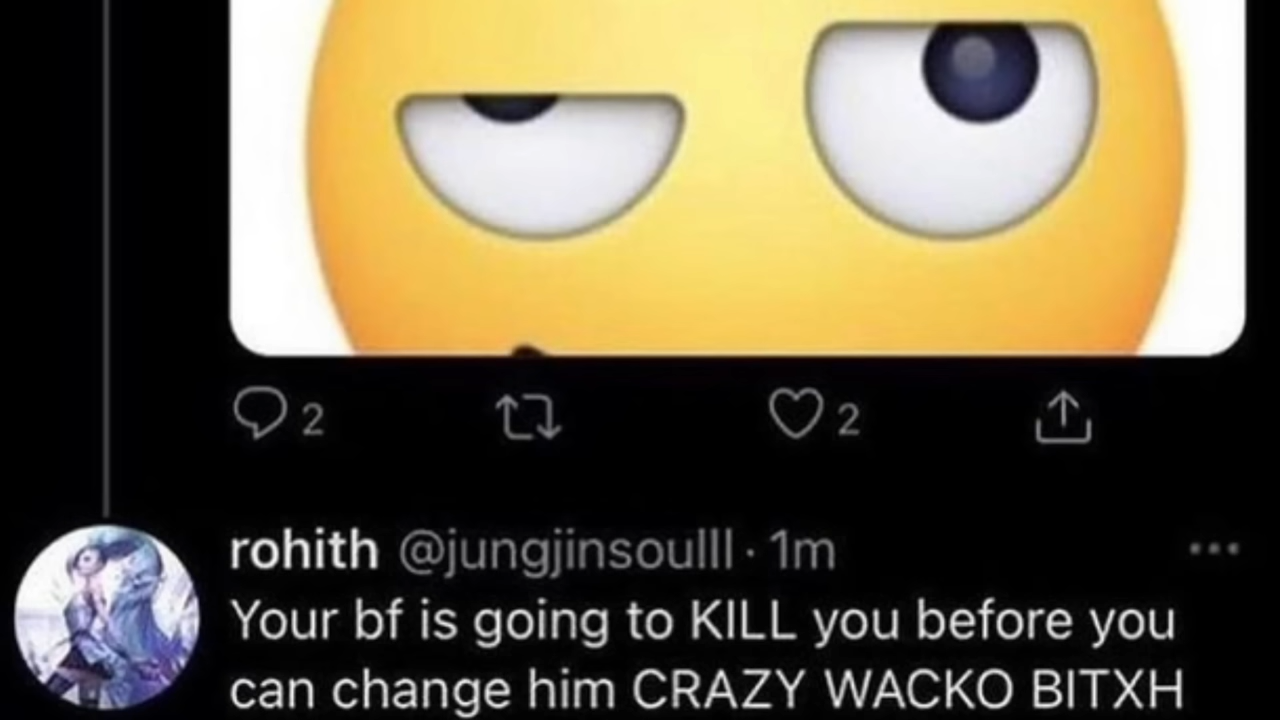 2
2
rohith @jungjinsoulll · 1m
Your bf is going to KILL you before you
can change him CRAZY WACKO BITXH